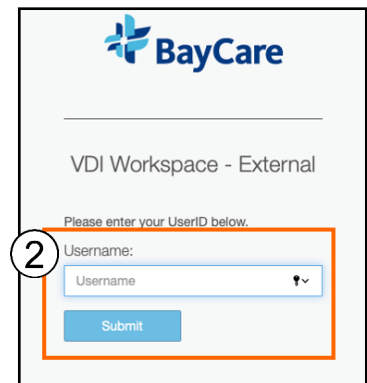 BayCare
VDI Workspace - External
Please enter your UserID below.
2
Username:
Username
Submit